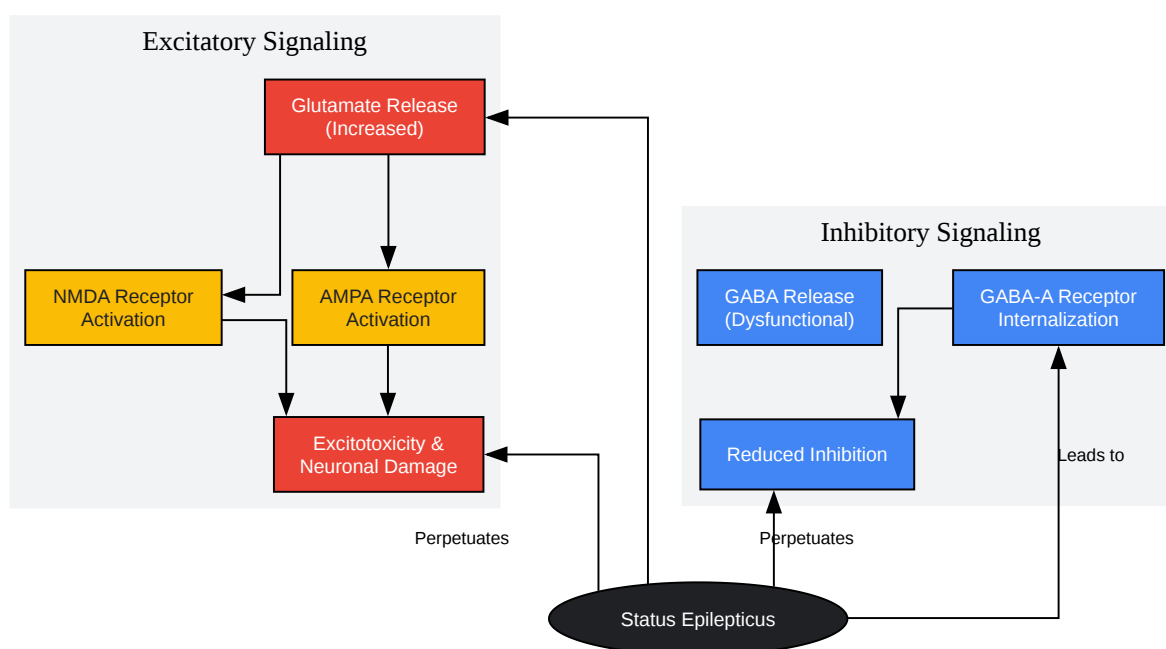 Excitatory Signaling
Glutamate Release
(Increased)
NMDA Receptor
Activation
AMPA Receptor
Activation
Excitotoxicity &
Neuronal Damage
Inhibitory Signaling
GABA Release
(Dysfunctional)
GABA-A Receptor
Internalization
Reduced Inhibition
Leads to
Perpetuates
Perpetuates
Status Epilepticus